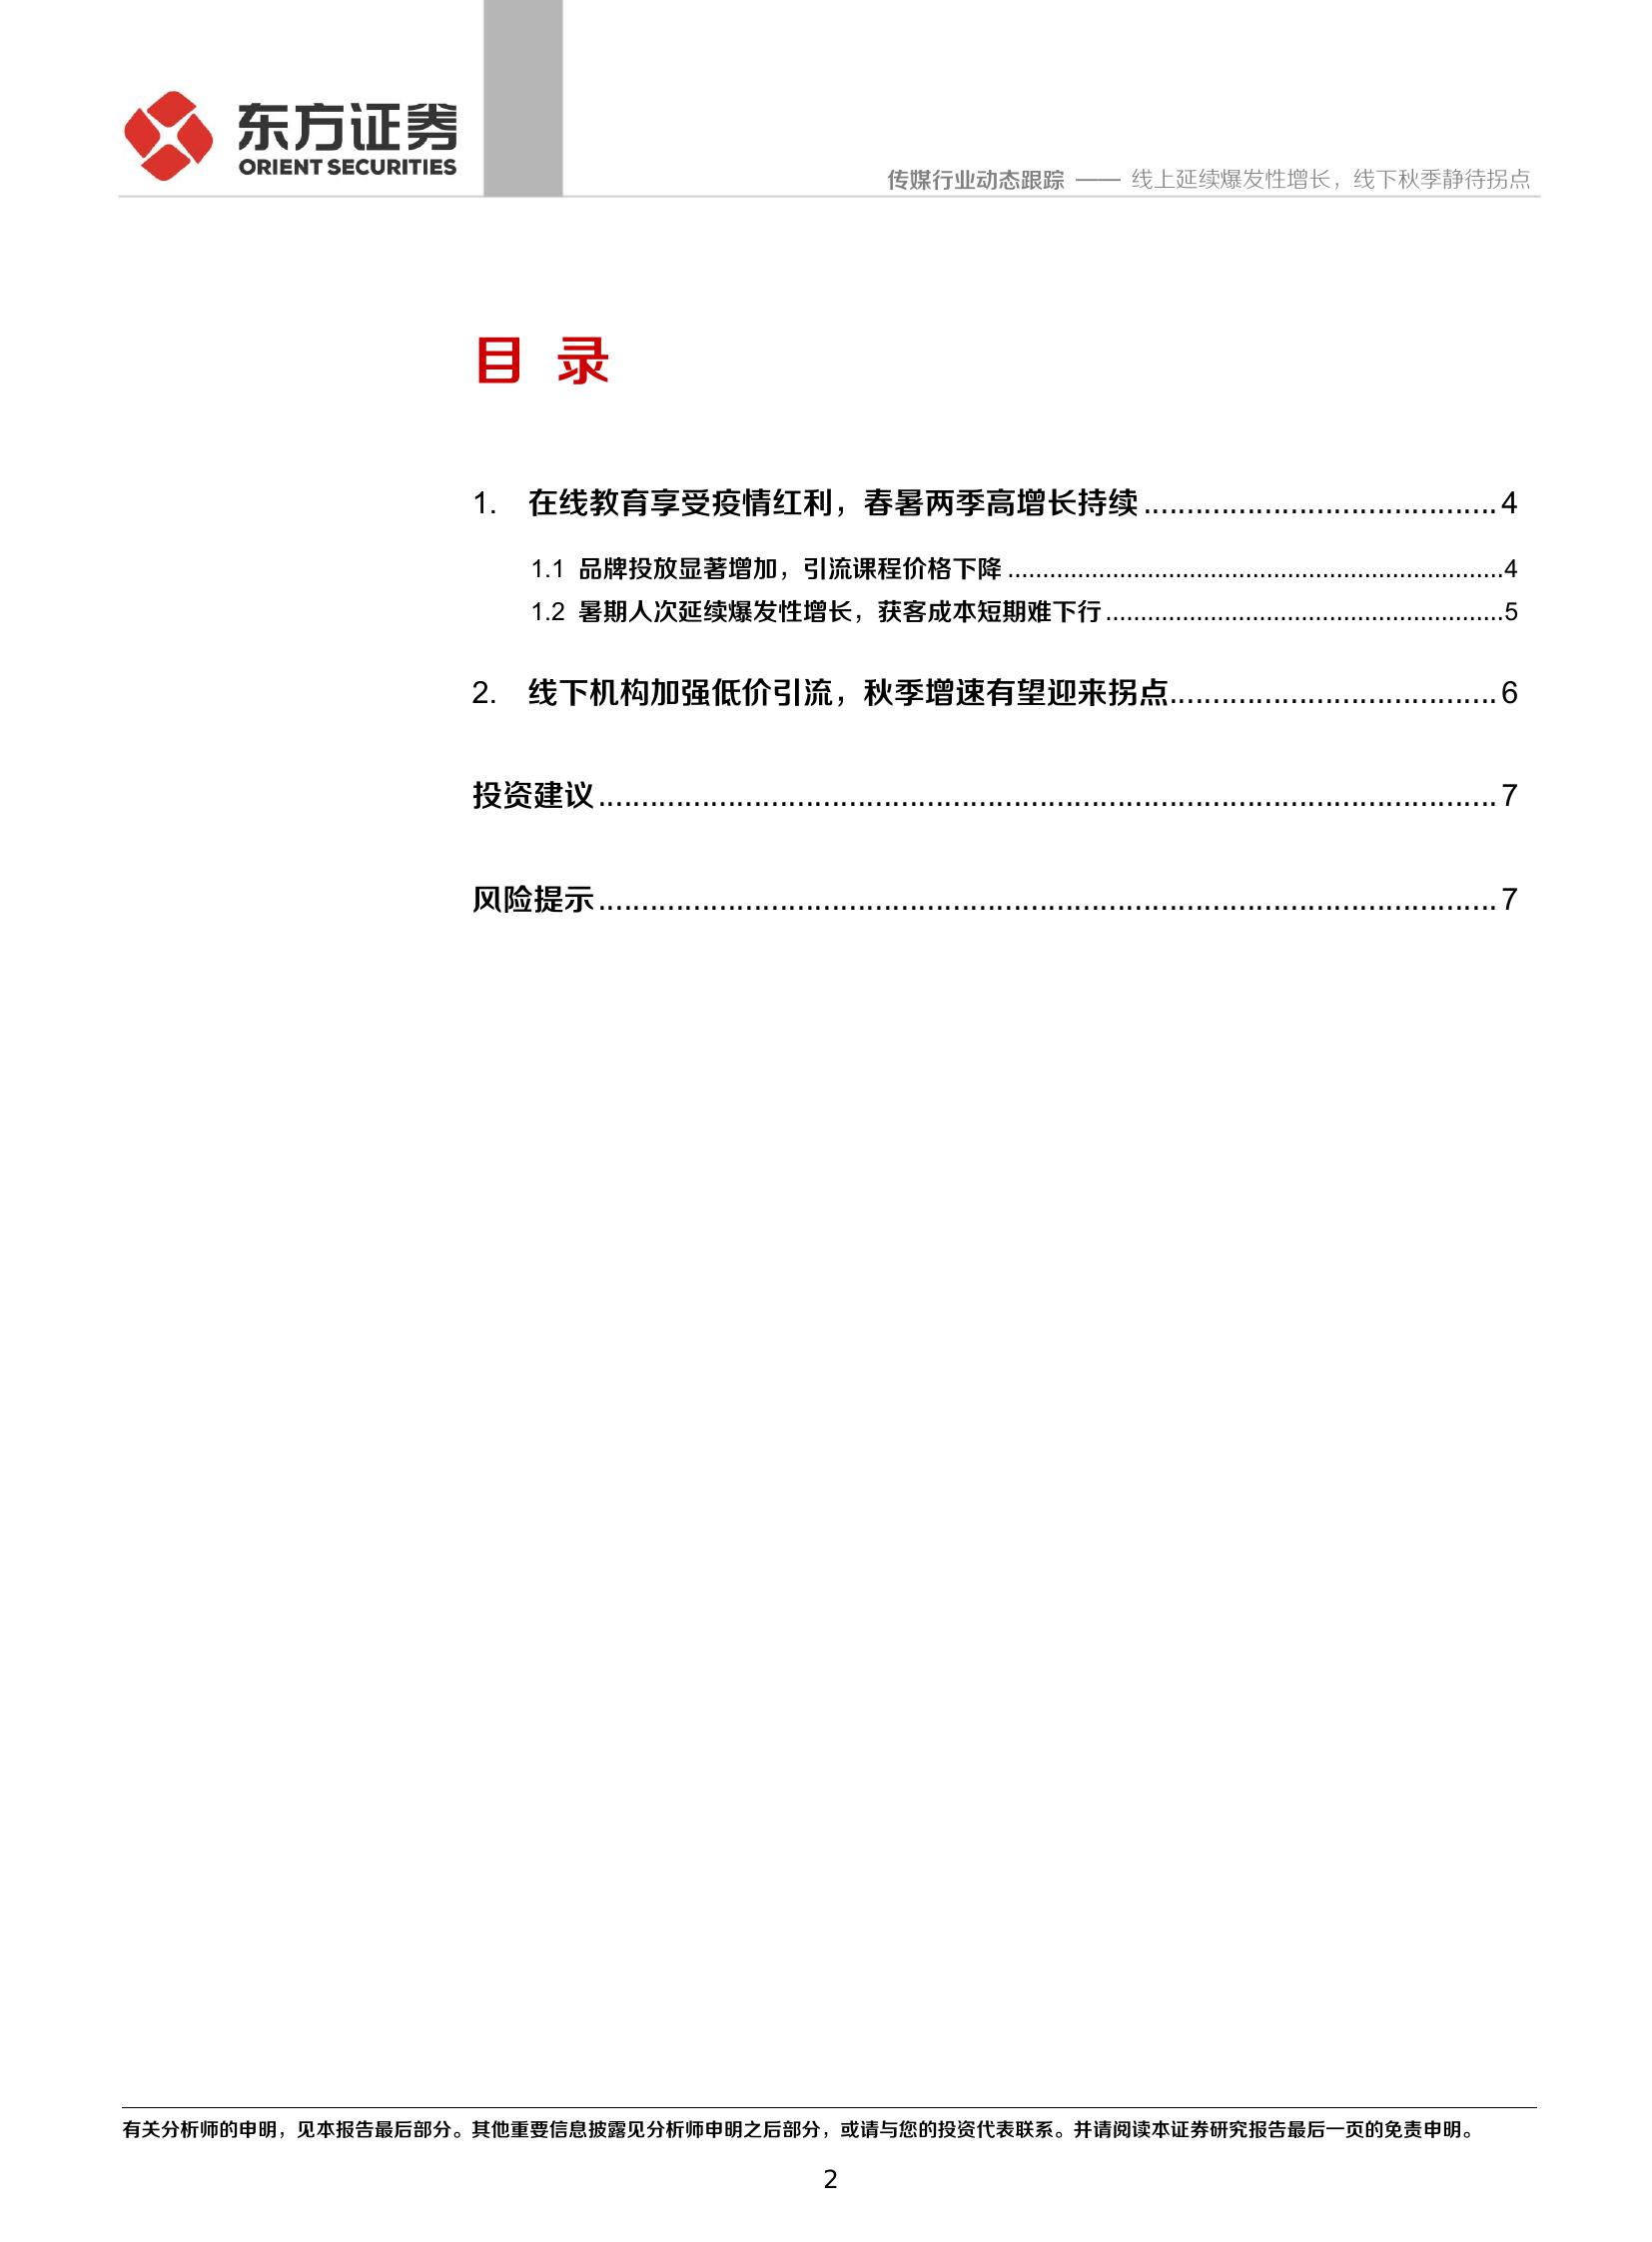 东方证券
ORIENT SECURITIES
传媒行业动态跟踪 —— 线上延续爆发性增长，线下秋季静待拐点
目 录
1. 在线教育享受疫情红利，春暑两季高增长持续 ........................................ 4
1.1 品牌投放显著增加，引流课程价格下降 ......................................................................4
1.2 暑期人次延续爆发性增长，获客成本短期难下行 ........................................................5
2. 线下机构加强低价引流，秋季增速有望迎来拐点..................................... 6
投资建议 ....................................................................................................... 7
风险提示 ....................................................................................................... 7
有关分析师的申明，见本报告最后部分。其他重要信息披露见分析师申明之后部分，或请与您的投资代表联系。并请阅读本证券研究报告最后一页的免责申明。
2